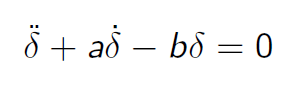 δ̈ + aδ̇ − bδ = 0